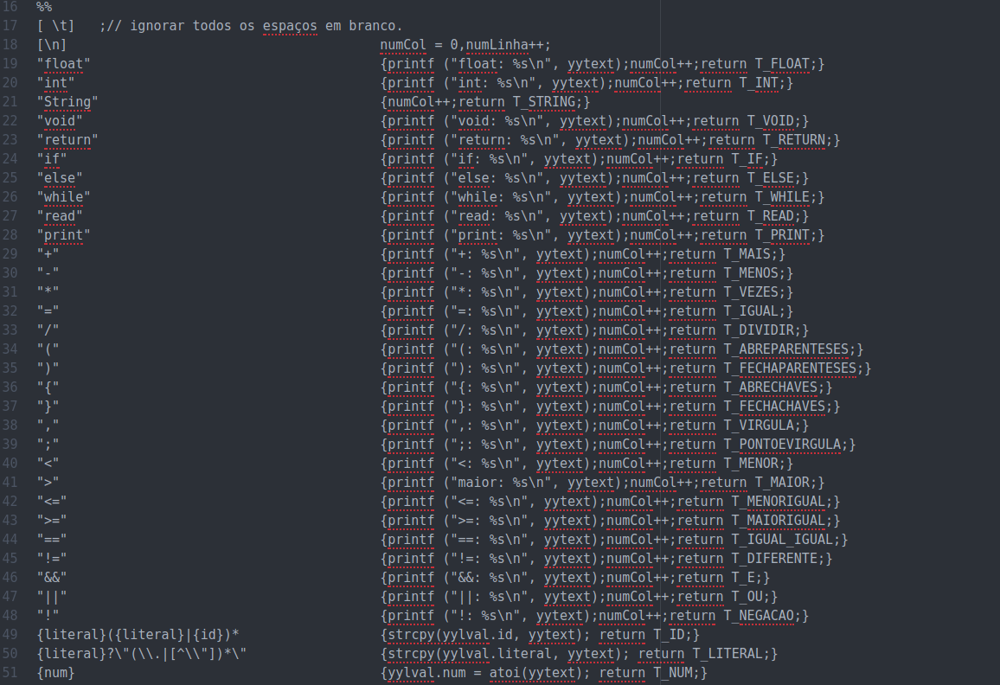 16 %%
17 [ \t]   ;// ignorar todos os espaços em branco.
18 [\n] numCol = 0,numLinha++;
19 "float" {printf ("float: %s\n", yytext);numCol++;return T_FLOAT;}
20 "int" {printf ("int: %s\n", yytext);numCol++;return T_INT;}
21 "String" {numCol++;return T_STRING;}
22 "void" {printf ("void: %s\n", yytext);numCol++;return T_VOID;}
23 "return" {printf ("return: %s\n", yytext);numCol++;return T_RETURN;}
24 "if" {printf ("if: %s\n", yytext);numCol++;return T_IF;}
25 "else" {printf ("else: %s\n", yytext);numCol++;return T_ELSE;}
26 "while" {printf ("while: %s\n", yytext);numCol++;return T_WHILE;}
27 "read" {printf ("read: %s\n", yytext);numCol++;return T_READ;}
28 "print" {printf ("print: %s\n", yytext);numCol++;return T_PRINT;}
29 "+" {printf ("+: %s\n", yytext);numCol++;return T_MAIS;}
30 "-" {printf ("-: %s\n", yytext);numCol++;return T_MENOS;}
31 "*" {printf ("*: %s\n", yytext);numCol++;return T_VEZES;}
32 "=" {printf ("=: %s\n", yytext);numCol++;return T_IGUAL;}
33 "/" {printf ("/: %s\n", yytext);numCol++;return T_DIVIDIR;}
34 "(" {printf ("(: %s\n", yytext);numCol++;return T_ABREPARENTESES;}
35 ")" {printf ("): %s\n", yytext);numCol++;return T_FECHAPARENTESES;}
36 "{" {printf ("{: %s\n", yytext);numCol++;return T_ABRECHAVES;}
37 "}" {printf ("}: %s\n", yytext);numCol++;return T_FECHACHAVES;}
38 "," {printf (",: %s\n", yytext);numCol++;return T_VIRGULA;}
39 ";" {printf (";: %s\n", yytext);numCol++;return T_PONTOEVIRGULA;}
40 "<" {printf ("<: %s\n", yytext);numCol++;return T_MENOR;}
41 ">" {printf ("maior: %s\n", yytext);numCol++;return T_MAIOR;}
42 "<=" {printf ("<=: %s\n", yytext);numCol++;return T_MENORIGUAL;}
43 ">=" {printf (">=: %s\n", yytext);numCol++;return T_MAIORIGUAL;}
44 "==" {printf ("==: %s\n", yytext);numCol++;return T_IGUAL_IGUAL;}
45 "!=" {printf ("!=: %s\n", yytext);numCol++;return T_DIFERENTE;}
46 "&&" {printf ("&&: %s\n", yytext);numCol++;return T_E;}
47 "||" {printf ("||: %s\n", yytext);numCol++;return T_OU;}
48 "!" {printf ("!: %s\n", yytext);numCol++;return T_NEGACAO;}
49 {literal}({literal}|{id})* {strcpy(yylval.id, yytext); return T_ID;}
50 {literal}?\"(\\.|[^\\"])*\" {strcpy(yylval.literal, yytext); return T_LITERAL;}
51 {num} {yylval.num = atoi(yytext); return T_NUM;}